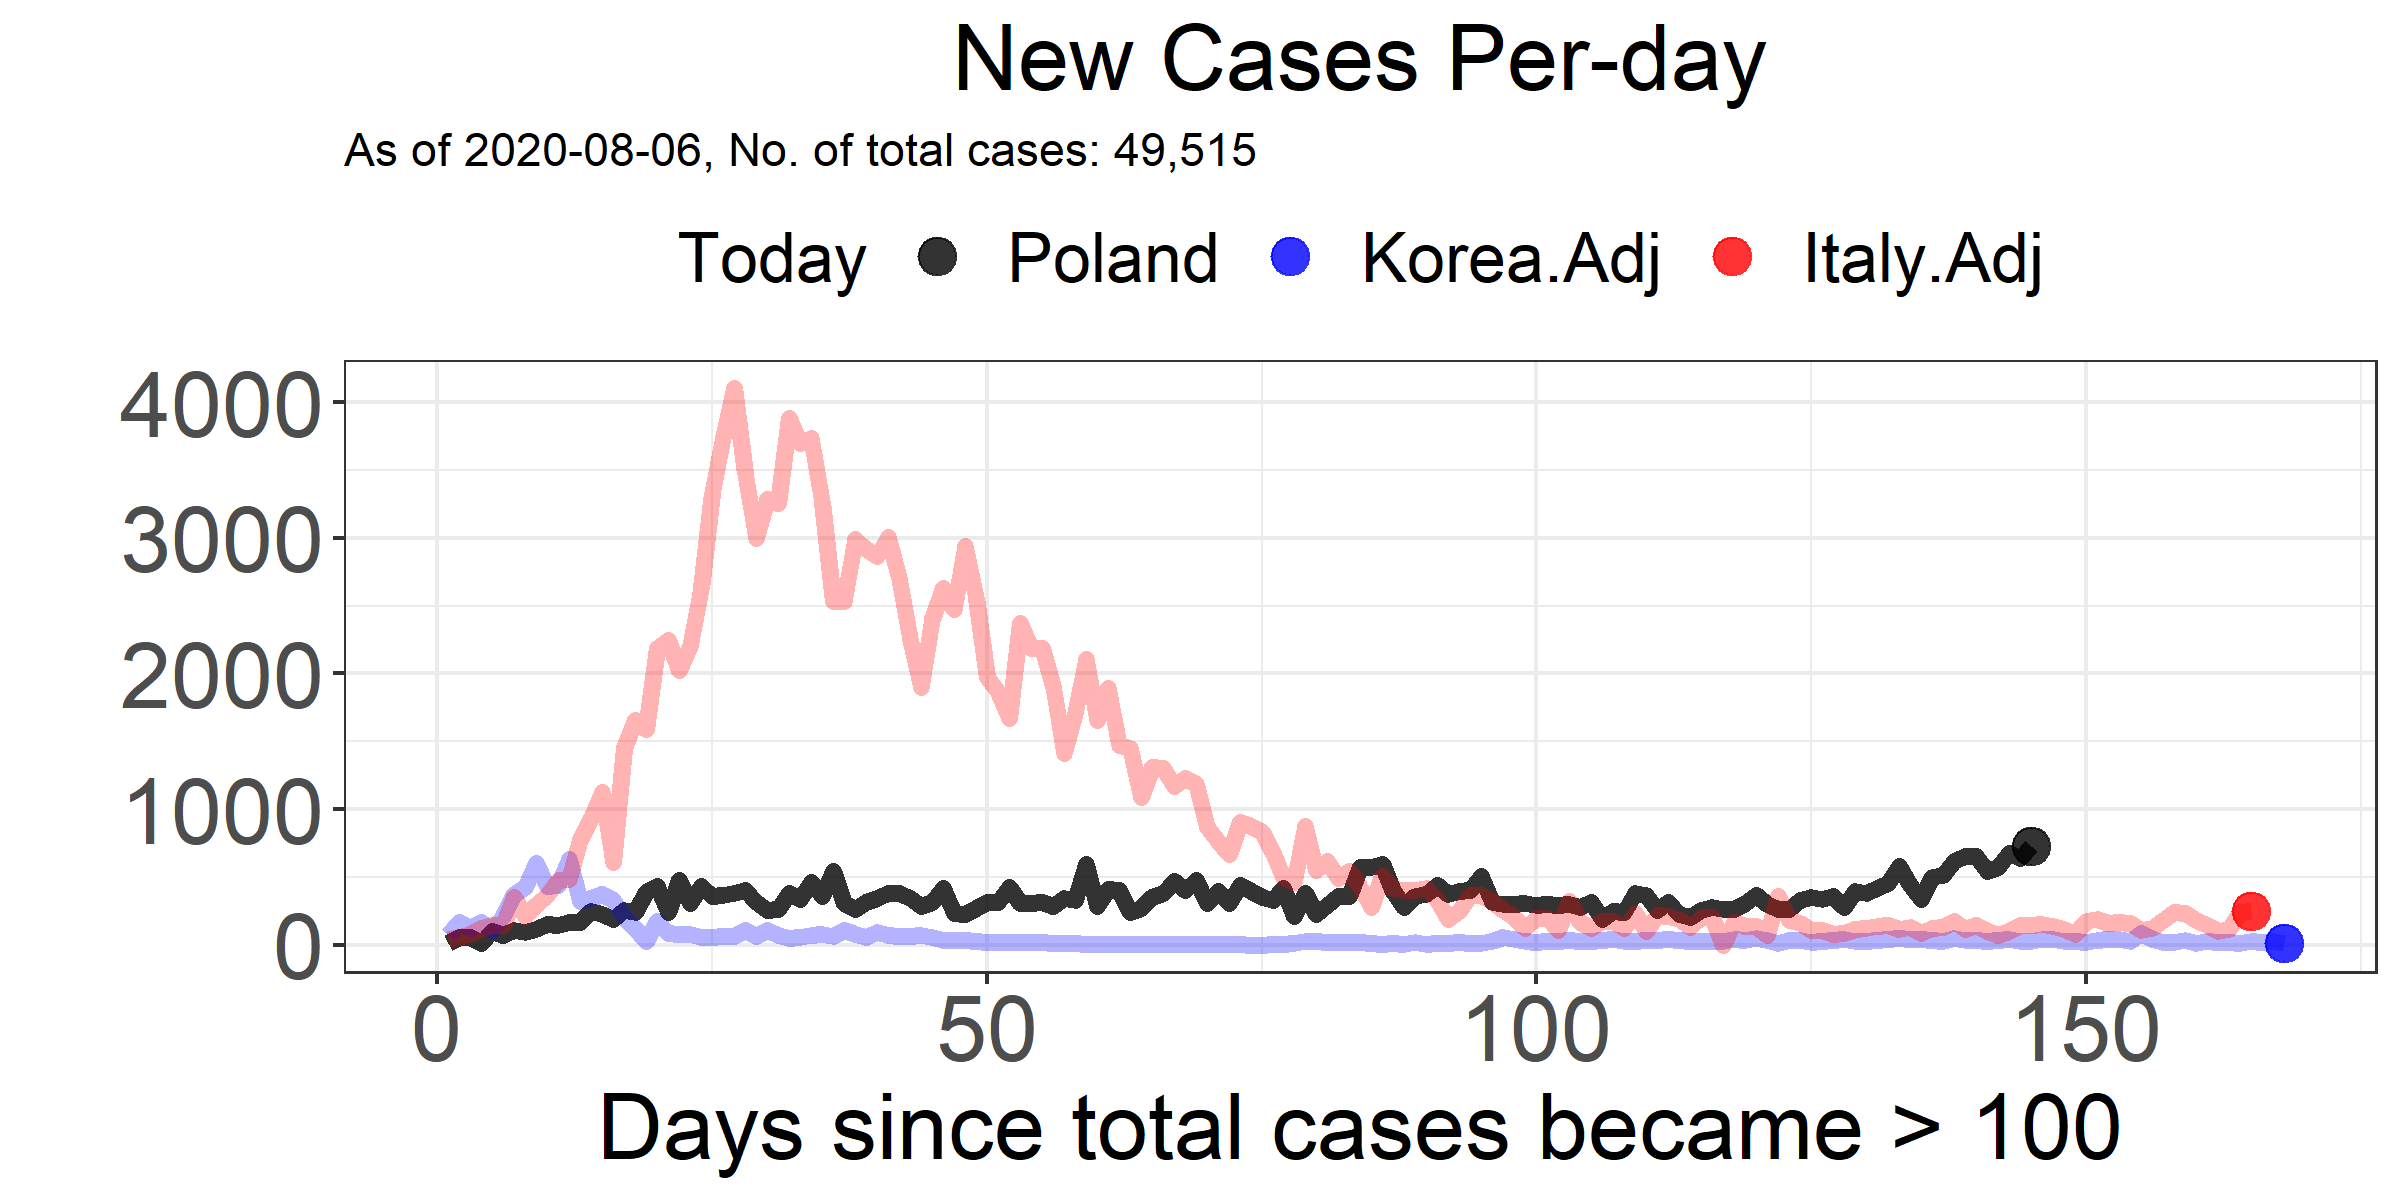 New Cases Per-day
As of 2020-08-06, No. of total cases: 49,515
Today Poland Korea.Adj Italy.Adj
4000
3000
2000
1000
0
0 50 100 150
Days since total cases became > 100